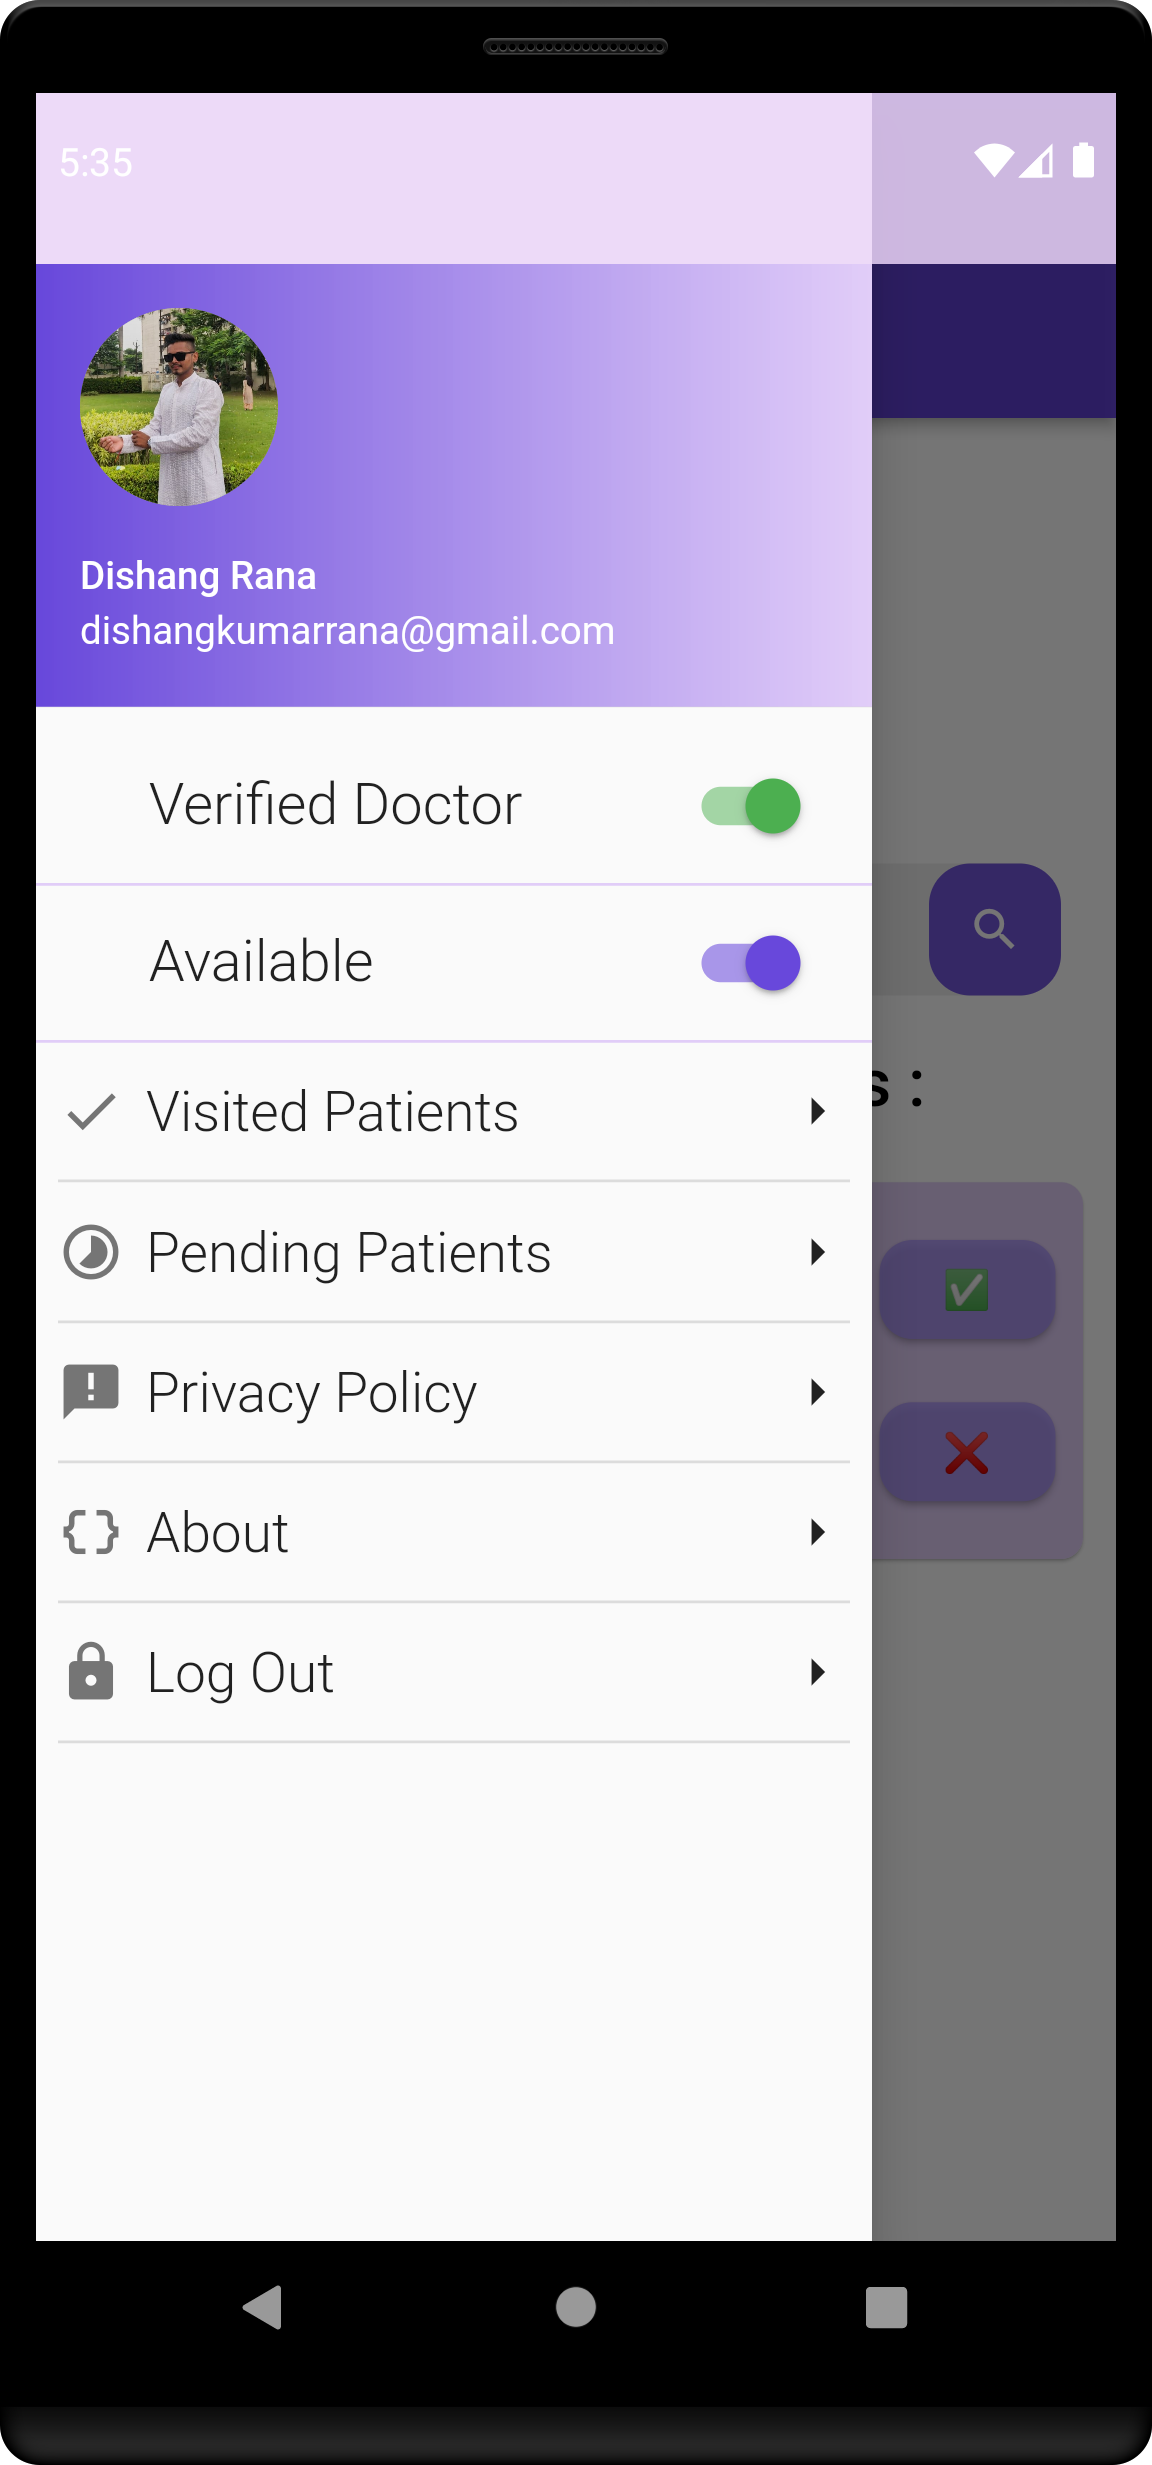 5:35
Dishang Rana
dishangkumarrana@gmail.com
Verified Doctor
Available
s :
Visited Patients
Pending Patients
Privacy Policy
About
Log Out